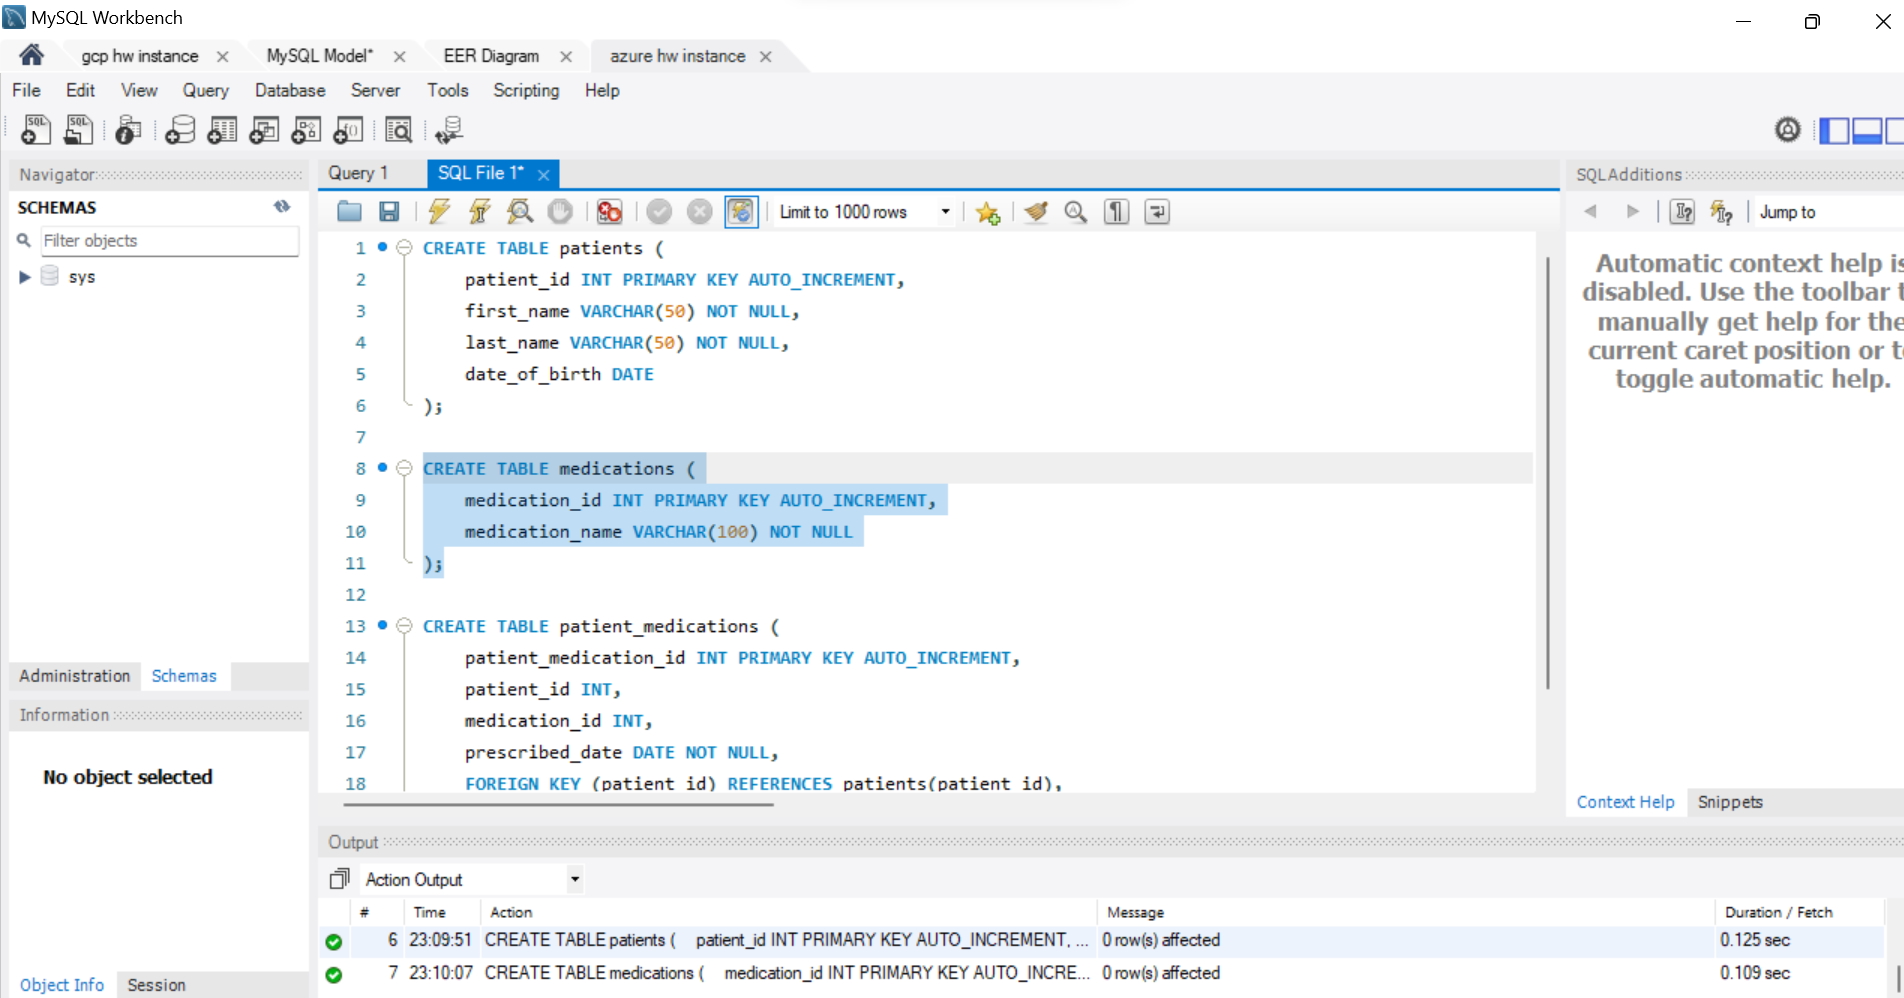 MySQL Workbench
gcp hw instance
MySQL Model*
EER Diagram
azure hw instance
File Edit View Query Database Server Tools Scripting Help
Navigator
SCHEMAS
Filter objects
sys
Administration Schemas
Information
No object selected
Object Info Session
Query 1
SQL File 1*
Limit to 1000 rows
1 CREATE TABLE patients (
2 patient_id INT PRIMARY KEY AUTO_INCREMENT,
3 first_name VARCHAR(50) NOT NULL,
4 last_name VARCHAR(50) NOT NULL,
5 date_of_birth DATE
6 );
7
8 CREATE TABLE medications (
9 medication_id INT PRIMARY KEY AUTO_INCREMENT,
10 medication_name VARCHAR(100) NOT NULL
11 );
12
13 CREATE TABLE patient_medications (
14 patient_medication_id INT PRIMARY KEY AUTO_INCREMENT,
15 patient_id INT,
16 medication_id INT,
17 prescribed_date DATE NOT NULL,
18 FOREIGN KEY (patient_id) REFERENCES patients(patient_id),
SQLAdditions
Jump to
Automatic context help is
disabled. Use the toolbar
manually get help for the
current caret position or
toggle automatic help.
Context Help Snippets
Output
Action Output
# Time Action Message Duration / Fetch
6 23:09:51 CREATE TABLE patients ( patient_id INT PRIMARY KEY AUTO_INCREMENT, ... 0 row(s) affected 0.125 sec
7 23:10:07 CREATE TABLE medications ( medication_id INT PRIMARY KEY AUTO_INCRE... 0 row(s) affected 0.109 sec